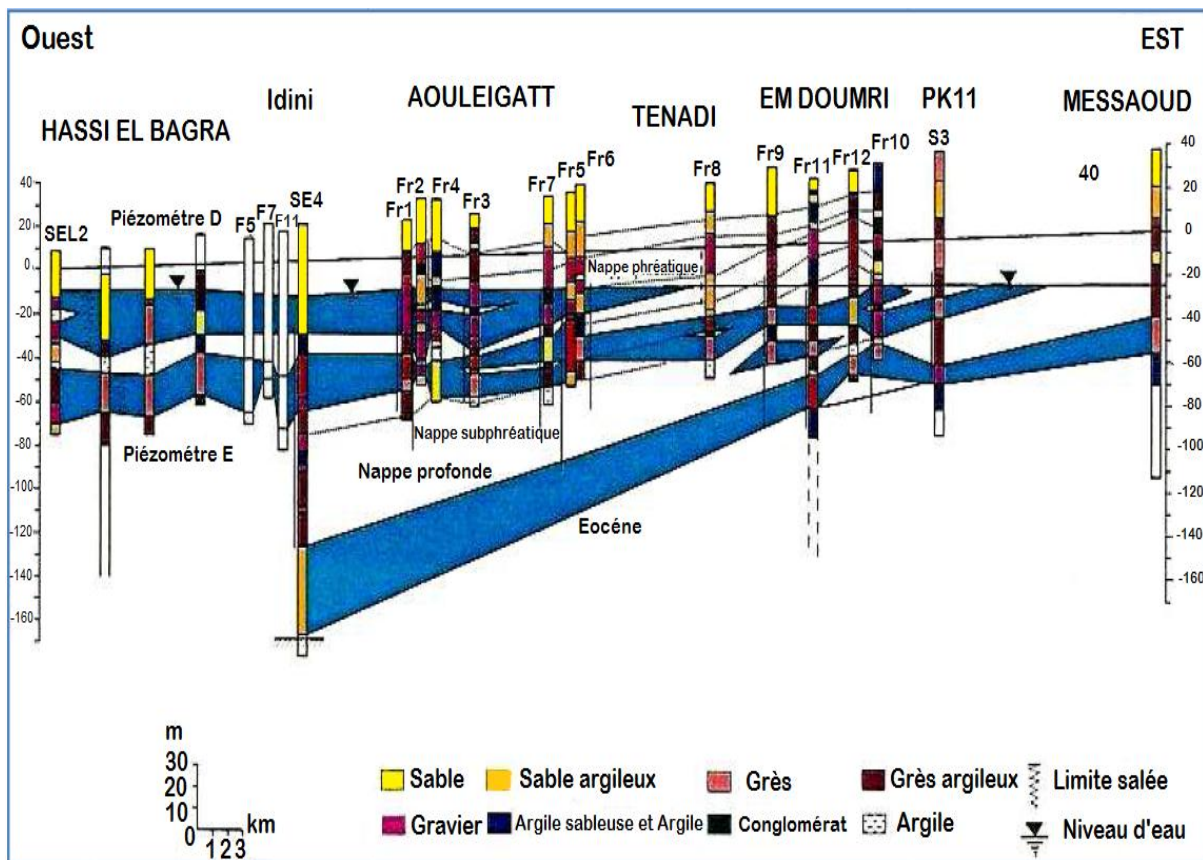 Ouest
EST
Idini
AOULEIGATT
TENADI
EM DOUMRI
PK11
MESSAOUD
HASSI EL BAGRA
SEL2
Piézométre D
F5
F7
F11
SE4
Fr1
Fr2
Fr4
Fr3
Fr7
Fr5
Fr6
Fr8
Fr9
Fr11
Fr12
Fr10
S3
40
40
20
0
-20
-40
-60
-80
-100
-120
-140
-160
40
20
0
-20
-40
-60
-80
-100
-120
-140
-160
Nappe phréatique
Nappe subphréatique
Piézométre E
Nappe profonde
Eocéne
m
30
20
10
0
km
1 2 3
Sable
Sable argileux
Grès
Grès argileux
Limite salée
Gravier
Argile sableuse et Argile
Conglomérat
Argile
Niveau d'eau